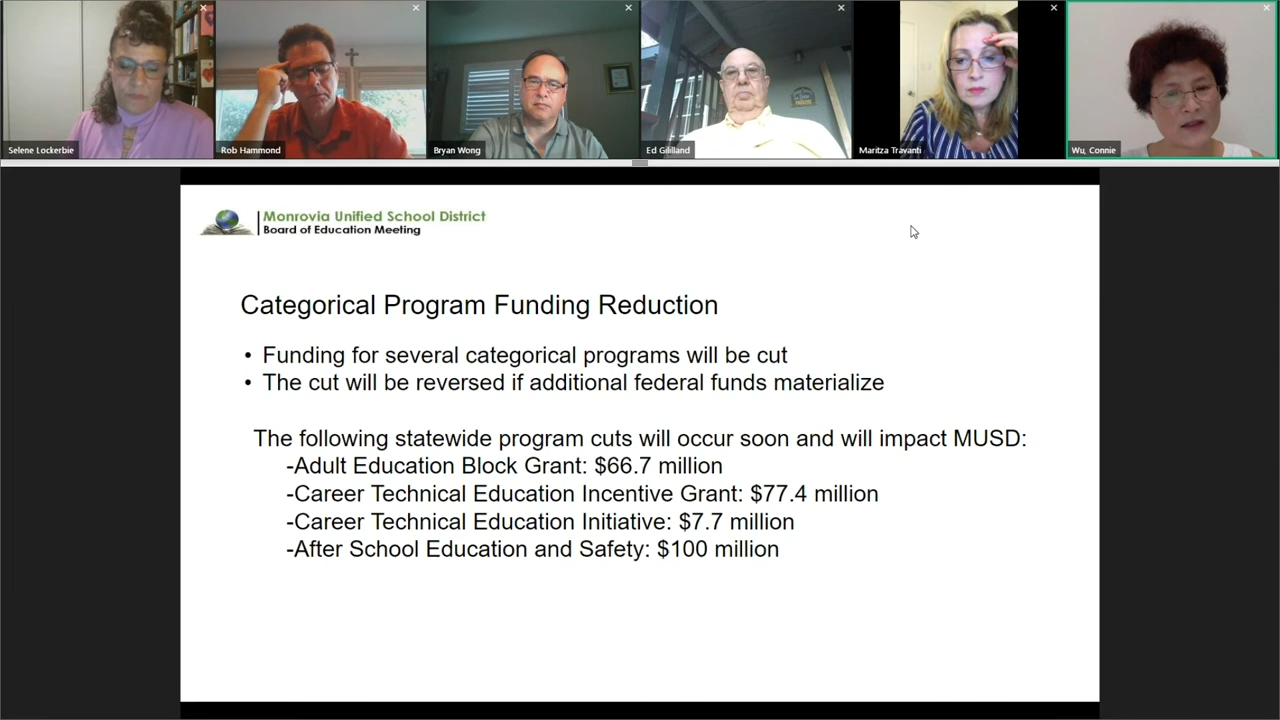 Selene Lockerbie
Rob Hammond
Bryan Wong
Ed Gililland
Maritza Travanti
Wu, Connie
Monrovia Unified School District
Board of Education Meeting
Categorical Program Funding Reduction
• Funding for several categorical programs will be cut
• The cut will be reversed if additional federal funds materialize
The following statewide program cuts will occur soon and will impact MUSD:
-Adult Education Block Grant: $66.7 million
-Career Technical Education Incentive Grant: $77.4 million
-Career Technical Education Initiative: $7.7 million
-After School Education and Safety: $100 million